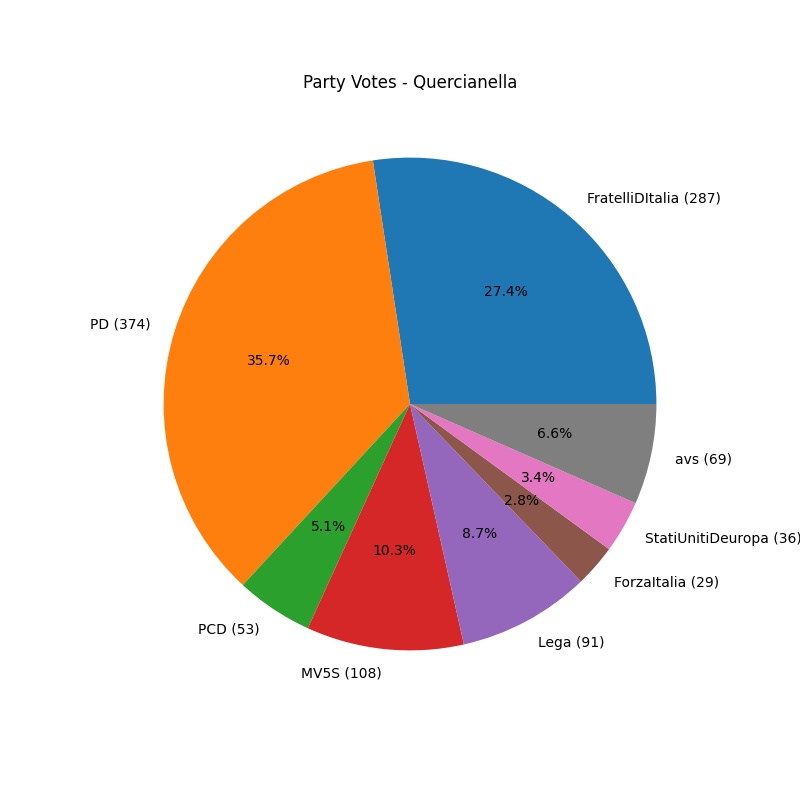 Party Votes - Quercianella
FratelliDItalia (287)
27.4%
PD (374)
35.7%
PCD (53)
5.1%
MV5S (108)
10.3%
Lega (91)
8.7%
ForzaItalia (29)
2.8%
StatiUnitiDeuropa (36)
3.4%
avs (69)
6.6%